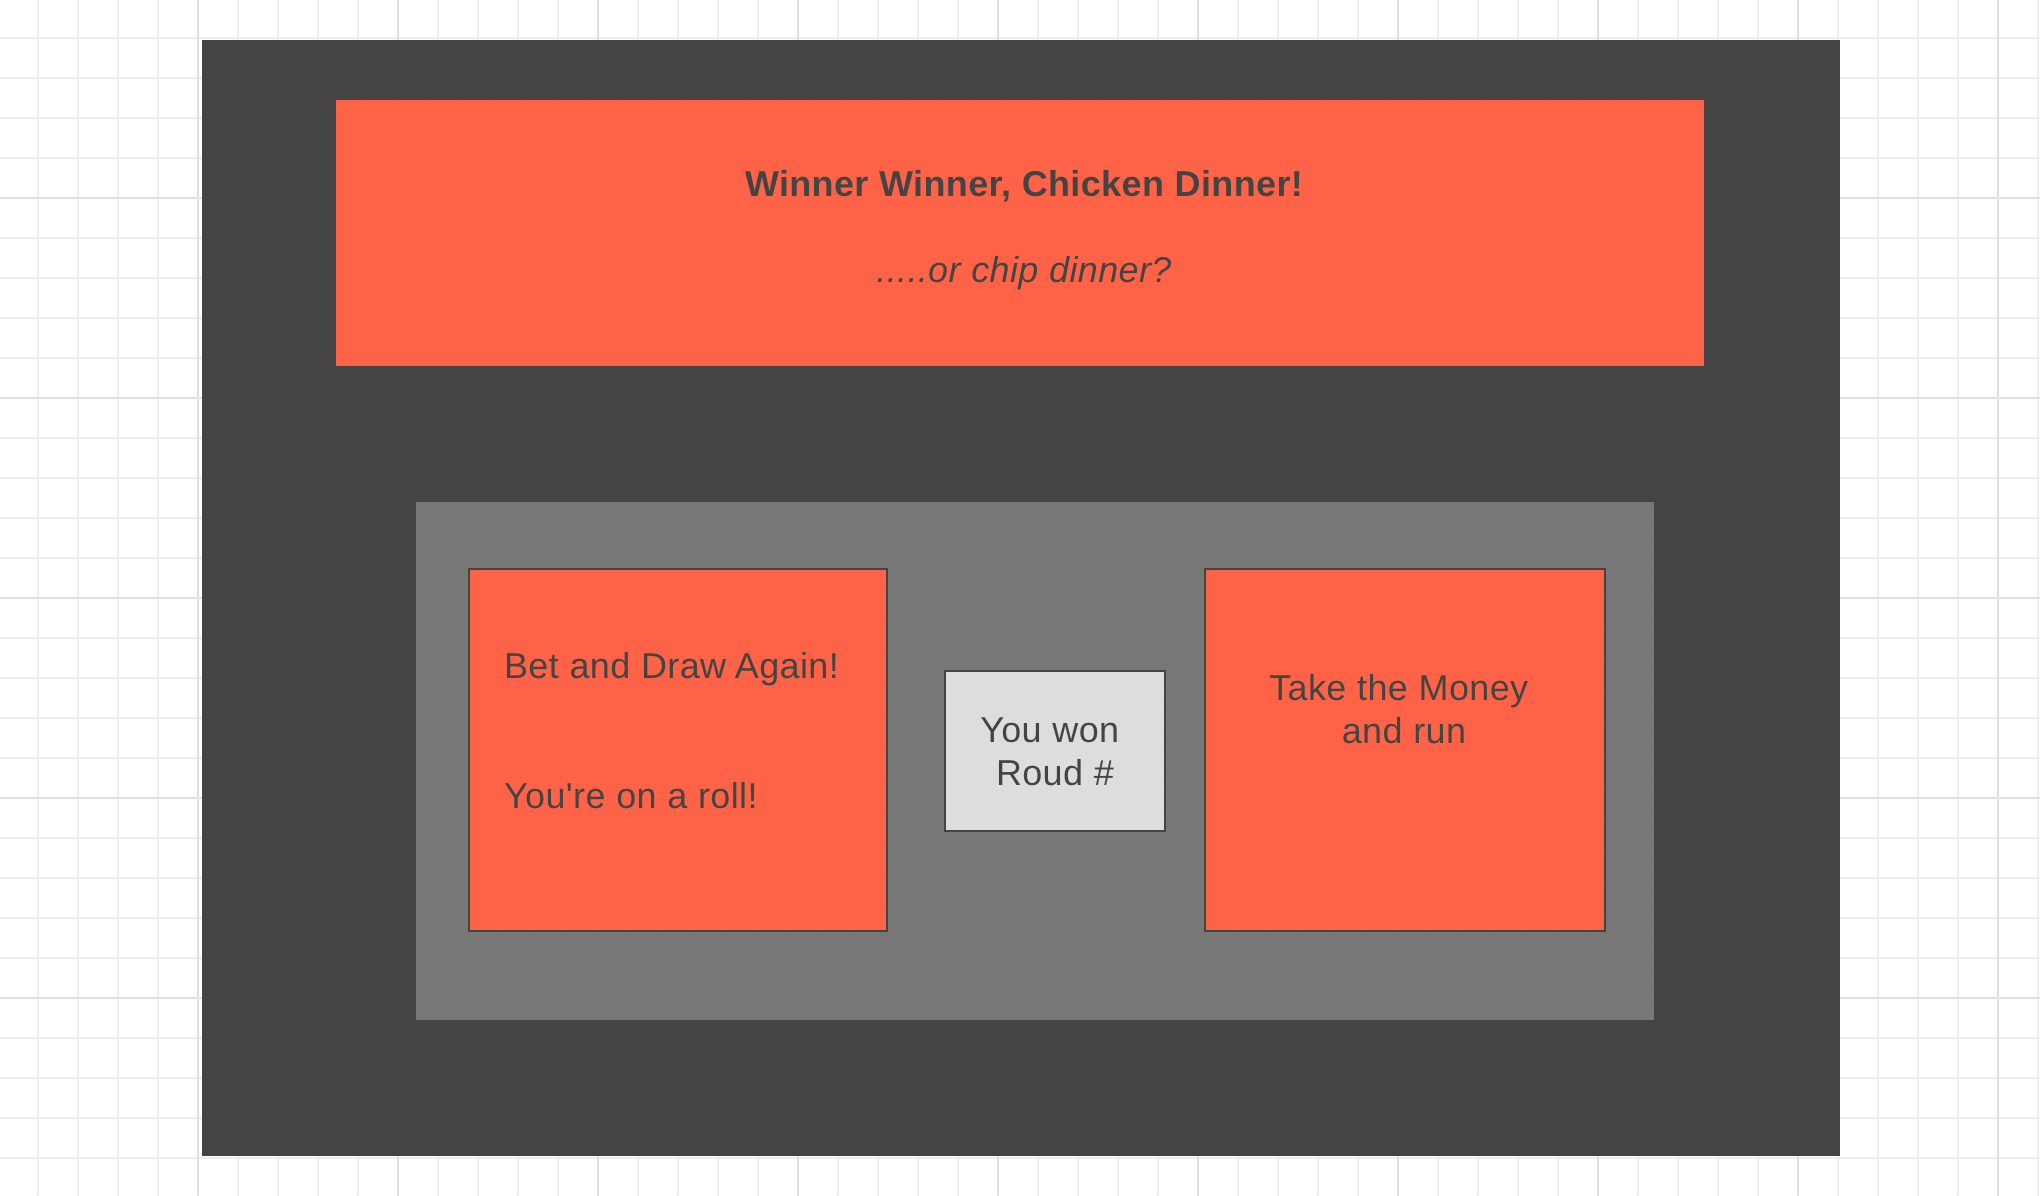 Winner Winner, Chicken Dinner!
.....or chip dinner?
Bet and Draw Again!
You're on a roll!
You won
Roud #
Take the Money
and run